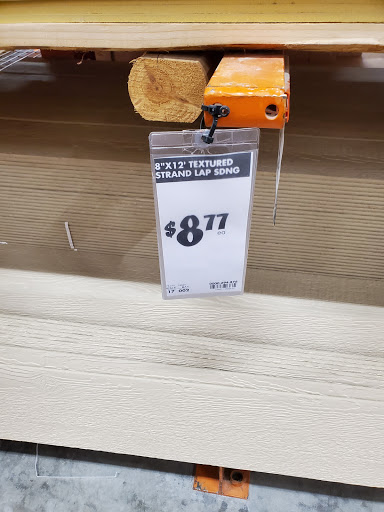 8"X12' TEXTURED
STRAND LAP SDNG
$8.77